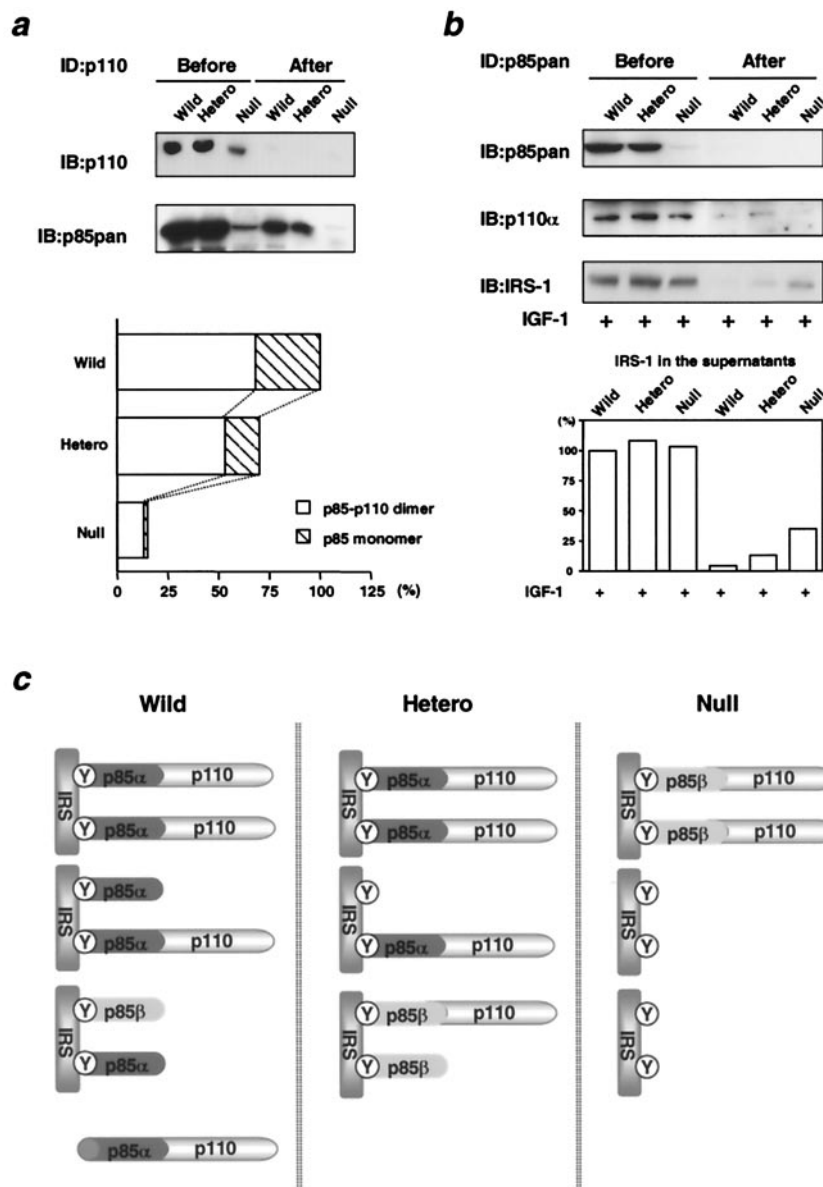 a
ID:p110
Before After
Wild Hetero Null Wild Hetero Null
IB:p110
IB:p85pan
Wild
Hetero
Null
p85-p110 dimer
p85 monomer
0 25 50 75 100 125 (%)
b
ID:p85pan
Before After
Wild Hetero Null Wild Hetero Null
IB:p85pan
IB:p110α
IB:IRS-1
IGF-1 + + + + + +
IRS-1 in the supernatants
Wild Hetero Null Wild Hetero Null
(%)
100
75
50
25
0
IGF-1 + + + + + +
c
Wild Hetero Null
IRS Y p85α p110
Y p85α p110
IRS Y p85α
Y p85α p110
IRS Y p85β
Y p85α
p85α p110
IRS Y p85α p110
Y p85α p110
IRS Y
Y p85α p110
IRS Y p85β p110
Y p85β
IRS Y p85β p110
Y p85β p110
IRS Y
Y
IRS Y
Y